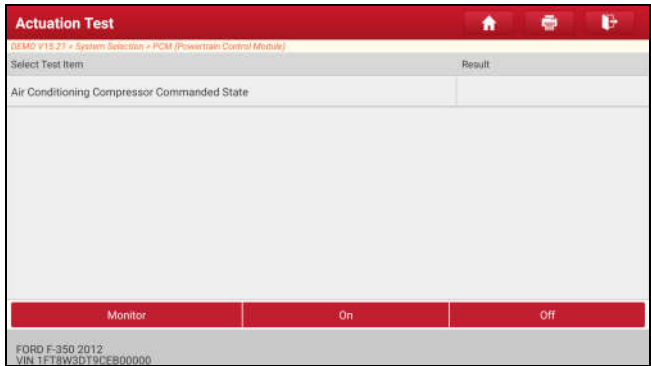 Actuation Test
DEMO V15.21 > System Selection > PCM (Powertrain Control Module)
Select Test Item Result
Air Conditioning Compressor Commanded State
Monitor On Off
FORD F-350 2012
VIN 1FT8W3DT9CEB00000